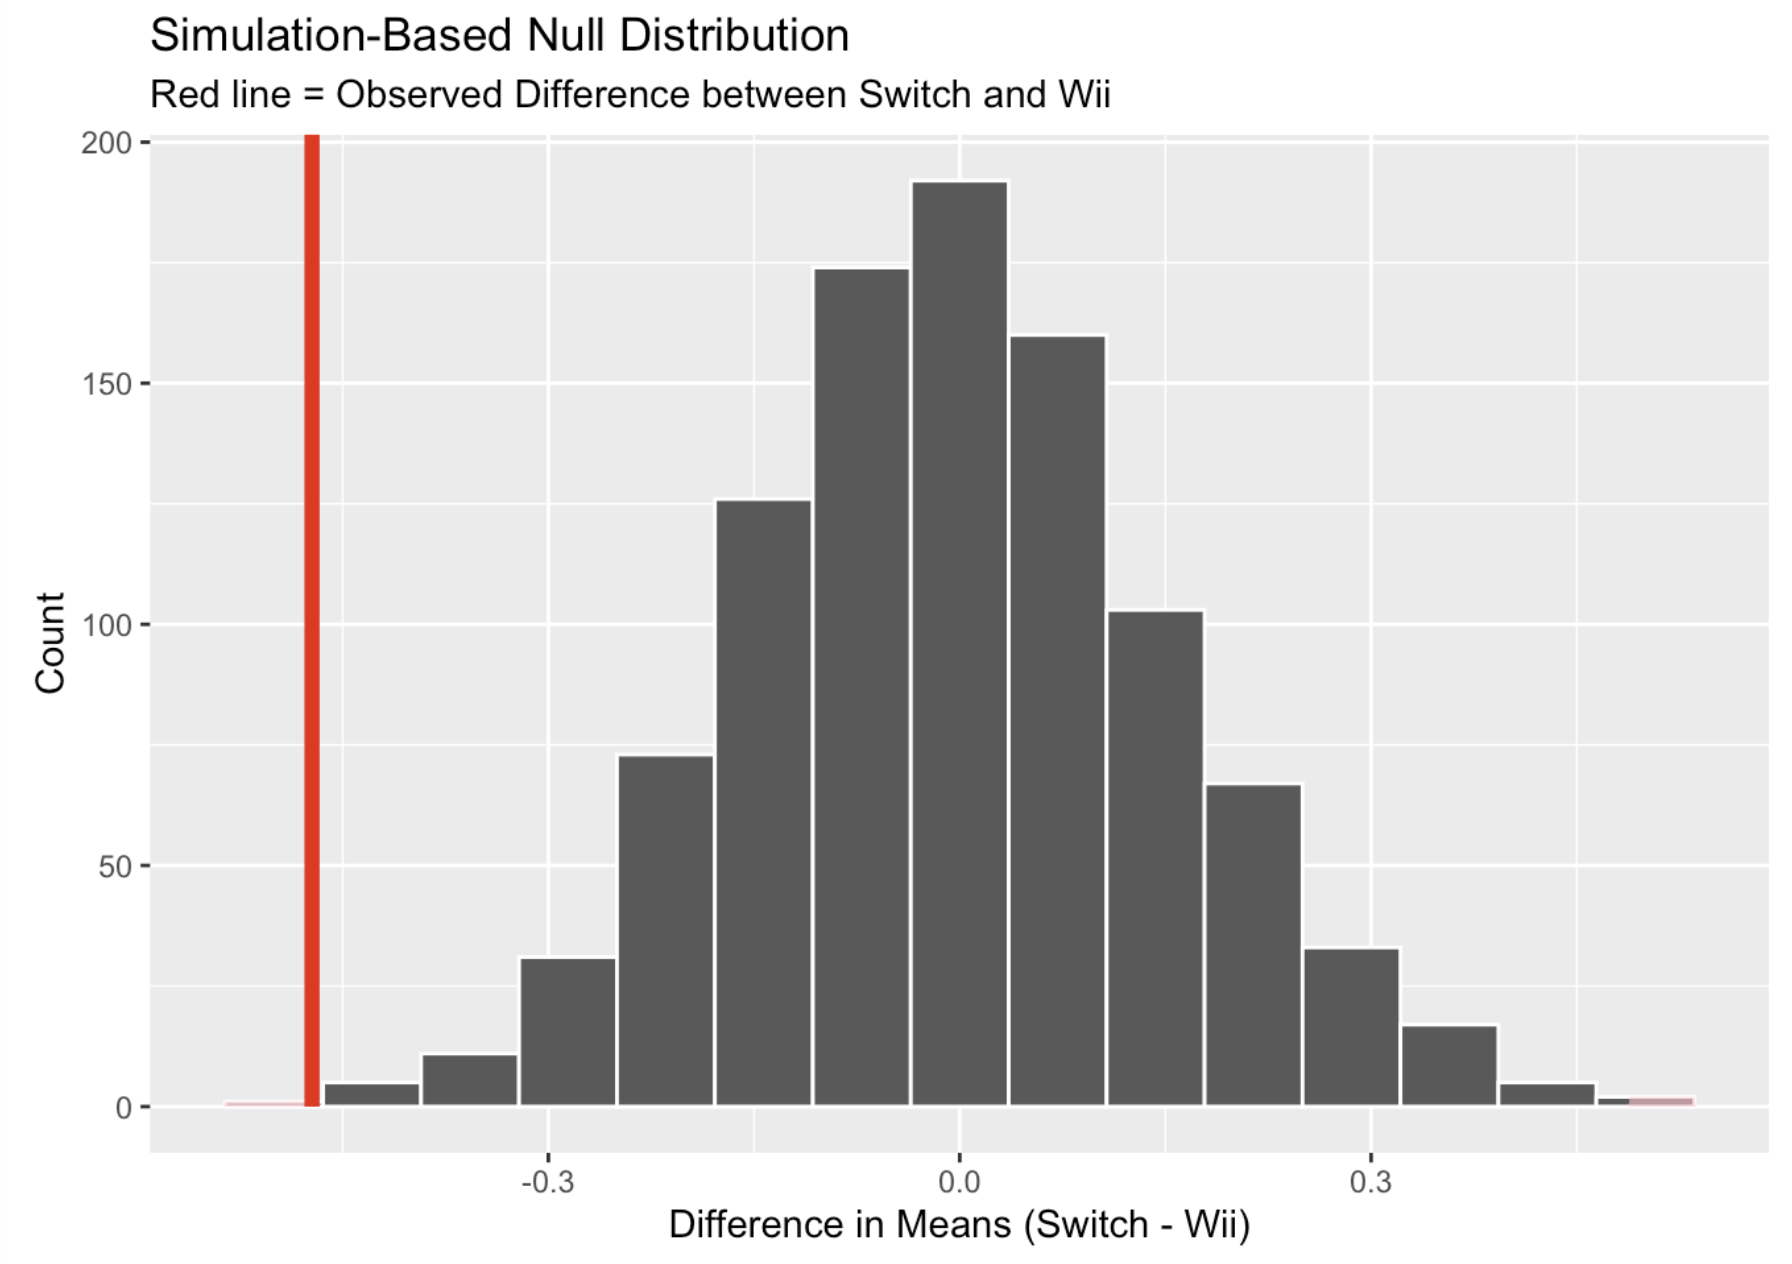 Simulation-Based Null Distribution
Red line = Observed Difference between Switch and Wii
200
150
100
50
0
Count
-0.3
0.0
0.3
Difference in Means (Switch - Wii)